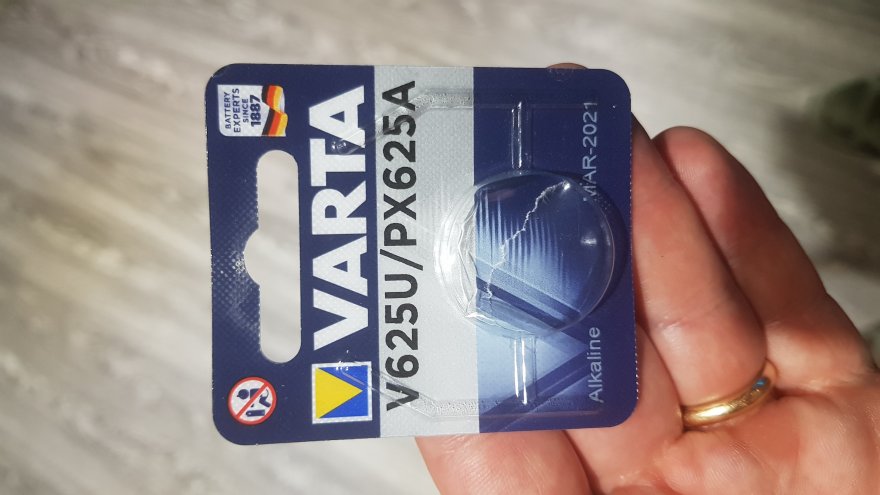 BATTERY
EXPERTS
SINCE
1887
VARTA
V625U/PX625A
Alkaline
MAR-2021